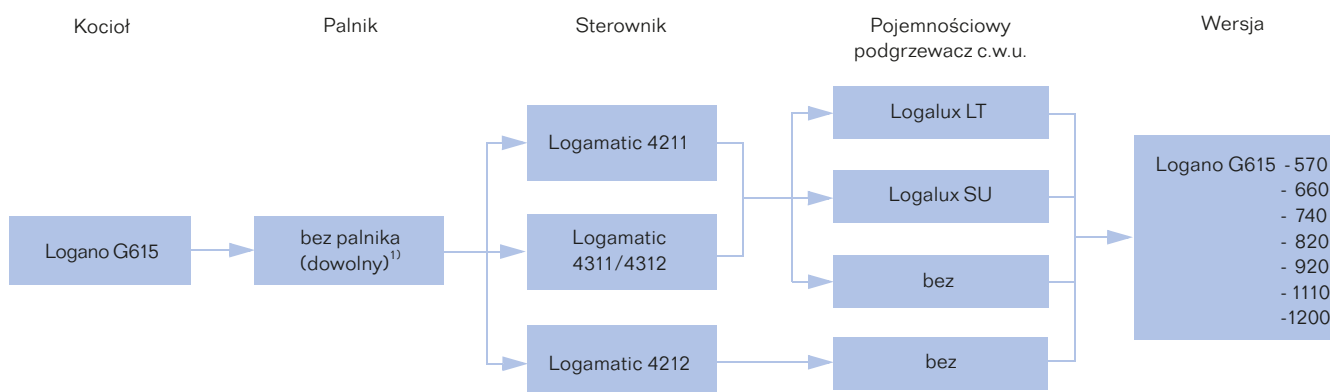 Kocioł
Palnik
Sterownik
Pojemnościowy
podgrzewacz c.w.u.
Wersja
Logano G615
bez palnika
(dowolny)1)
Logamatic 4211
Logamatic
4311/4312
Logamatic 4212
Logalux LT
Logalux SU
bez
bez
Logano G615 - 570
- 660
- 740
- 820
- 920
- 1110
-1200